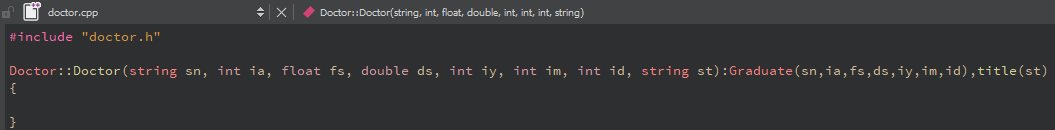 doctor.cpp Doctor::Doctor(string, int, float, double, int, int, int, string)
#include "doctor.h"
Doctor::Doctor(string sn, int ia, float fs, double ds, int iy, int im, int id, string st):Graduate(sn,ia,fs,ds,iy,im,id),title(st)
{
}